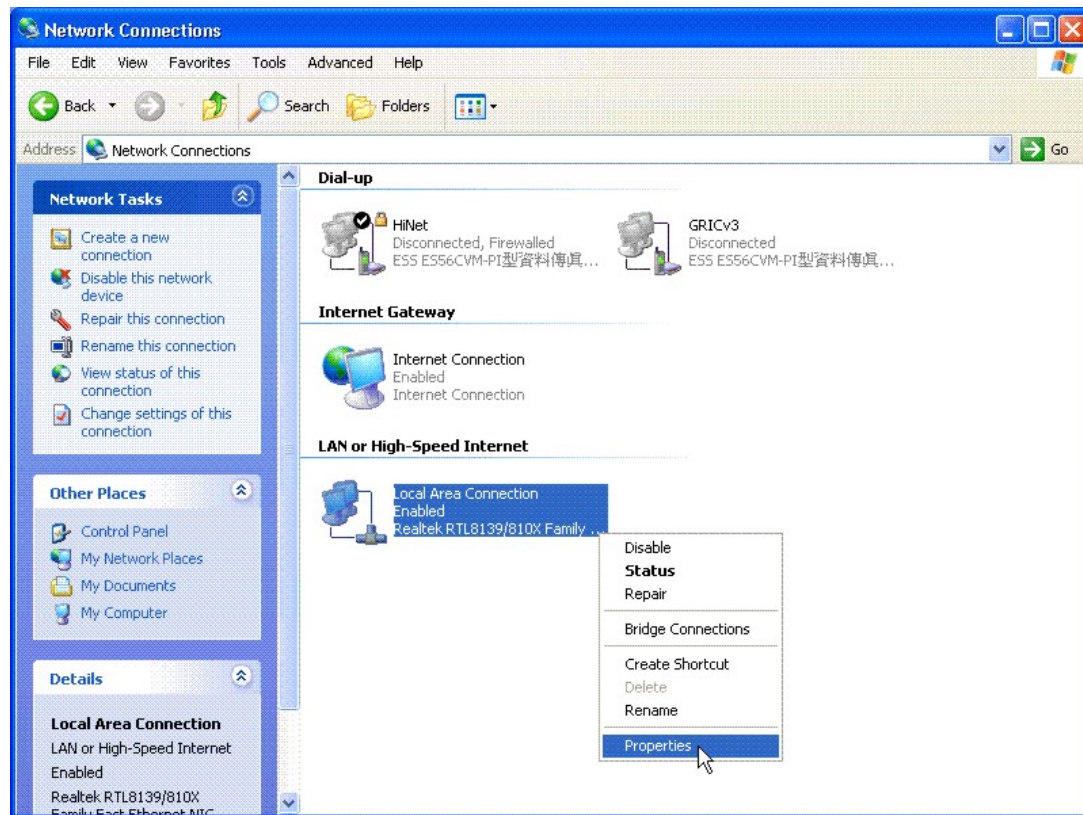 Network Connections
File Edit View Favorites Tools Advanced Help
Back Search Folders
Address Network Connections Go
Network Tasks
Create a new
connection
Disable this network
device
Repair this connection
Rename this connection
View status of this
connection
Change settings of this
connection
Other Places
Control Panel
My Network Places
My Documents
My Computer
Details
Local Area Connection
LAN or High-Speed Internet
Enabled
Realtek RTL8139/810X
Family Fast Ethernet NIC
Dial-up
HiNet
Disconnected, Firewalled
ESS ES56CVM-PI型資料傳真...
GRICv3
Disconnected
ESS ES56CVM-PI型資料傳真...
Internet Gateway
Internet Connection
Enabled
Internet Connection
LAN or High-Speed Internet
Local Area Connection
Enabled
Realtek RTL8139/810X Family ...
Disable
Status
Repair
Bridge Connections
Create Shortcut
Delete
Rename
Properties